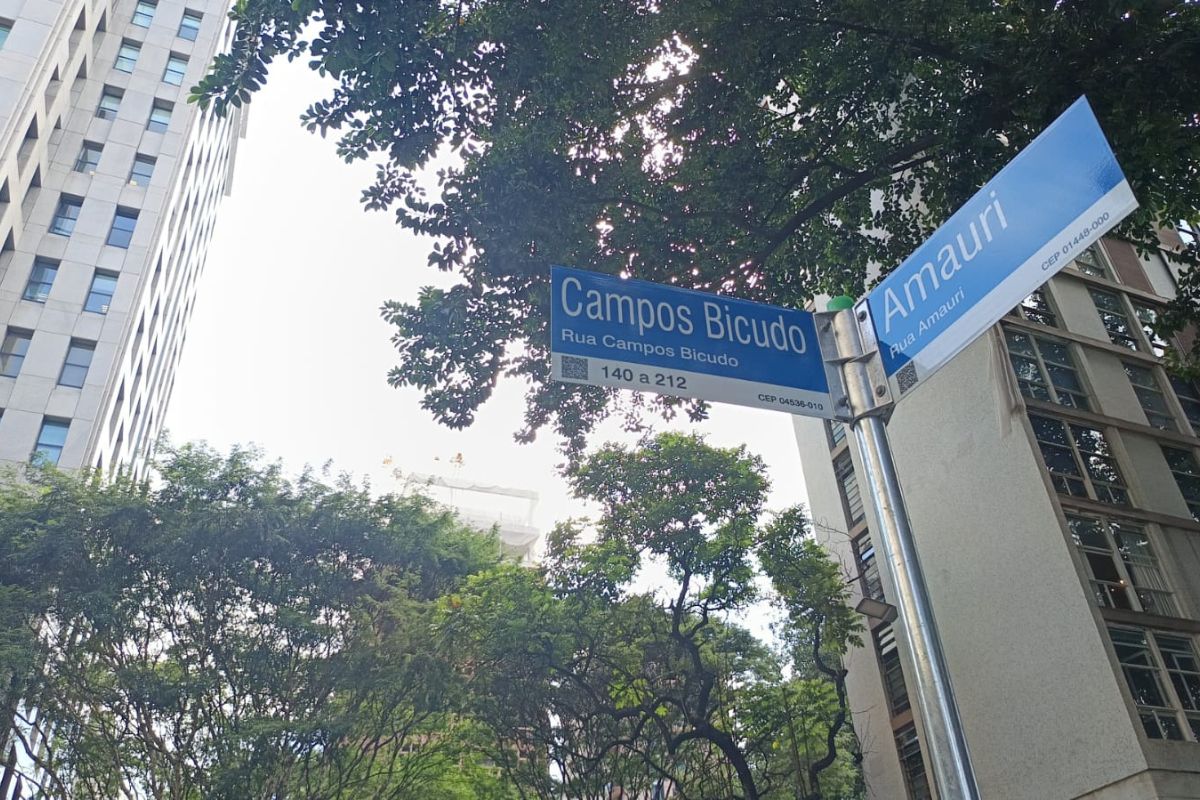 Campos Bicudo
Rua Campos Bicudo
140 a 212
CEP 04536-010
Amauri
Rua Amauri
CEP 01448-000